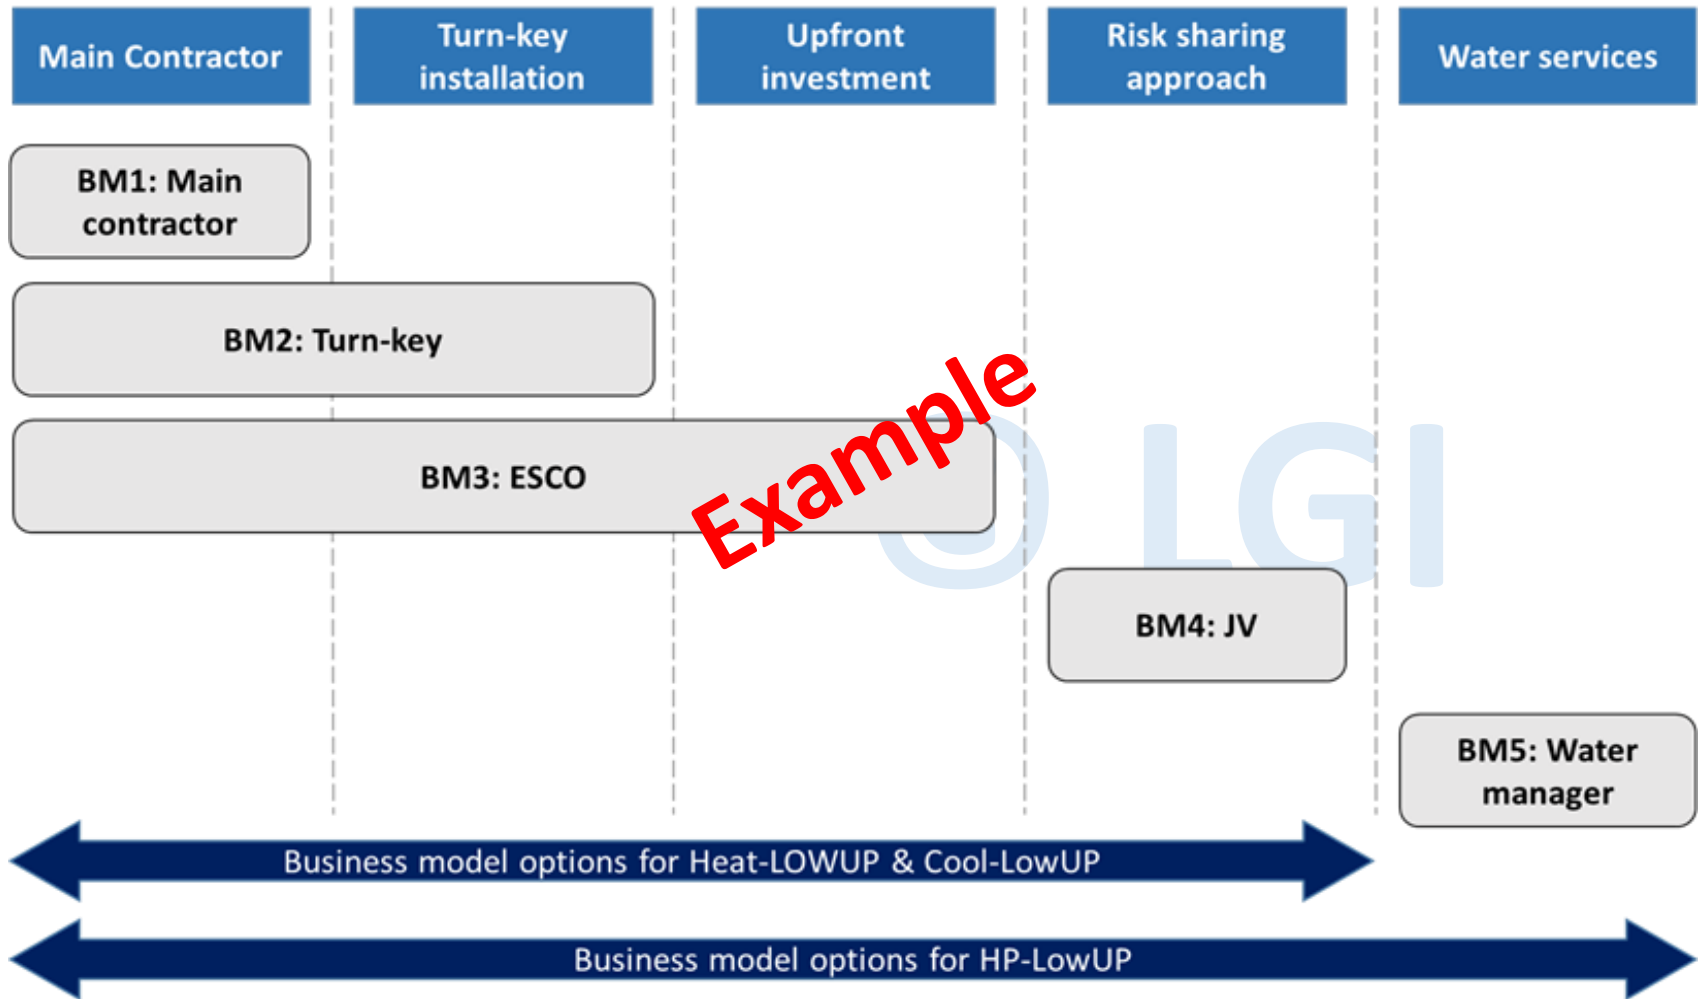 Main Contractor
Turn-key
installation
Upfront
investment
Risk sharing
approach
Water services
BM1: Main
contractor
BM2: Turn-key
BM3: ESCO
Example
© LGI
BM4: JV
BM5: Water
manager
Business model options for Heat-LOWUP & Cool-LowUP
Business model options for HP-LowUP